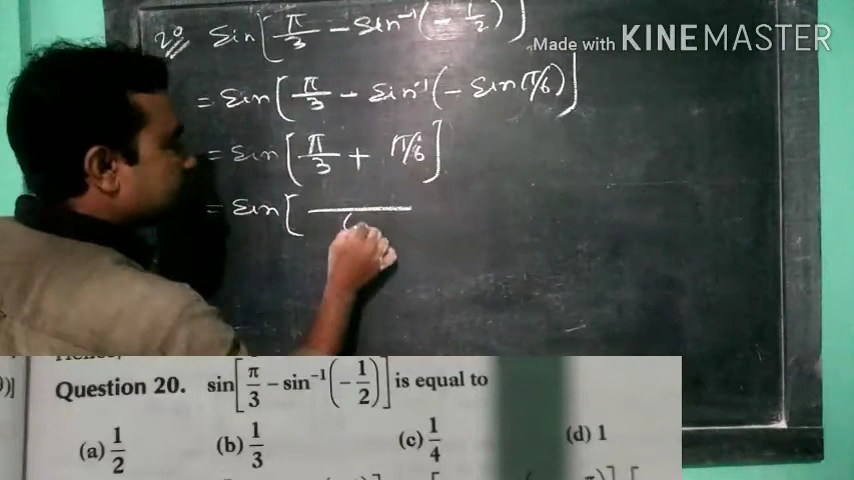 20 sin[π/3 - sin⁻¹(-1/2)]
Made with KINEMASTER
= sin[π/3 - sin⁻¹(-sin π/6)]
= sin[π/3 + π/6]
= sin[
Question 20. sin[π/3 - sin⁻¹(-1/2)] is equal to
(a) 1/2 (b) 1/3 (c) 1/4 (d) 1